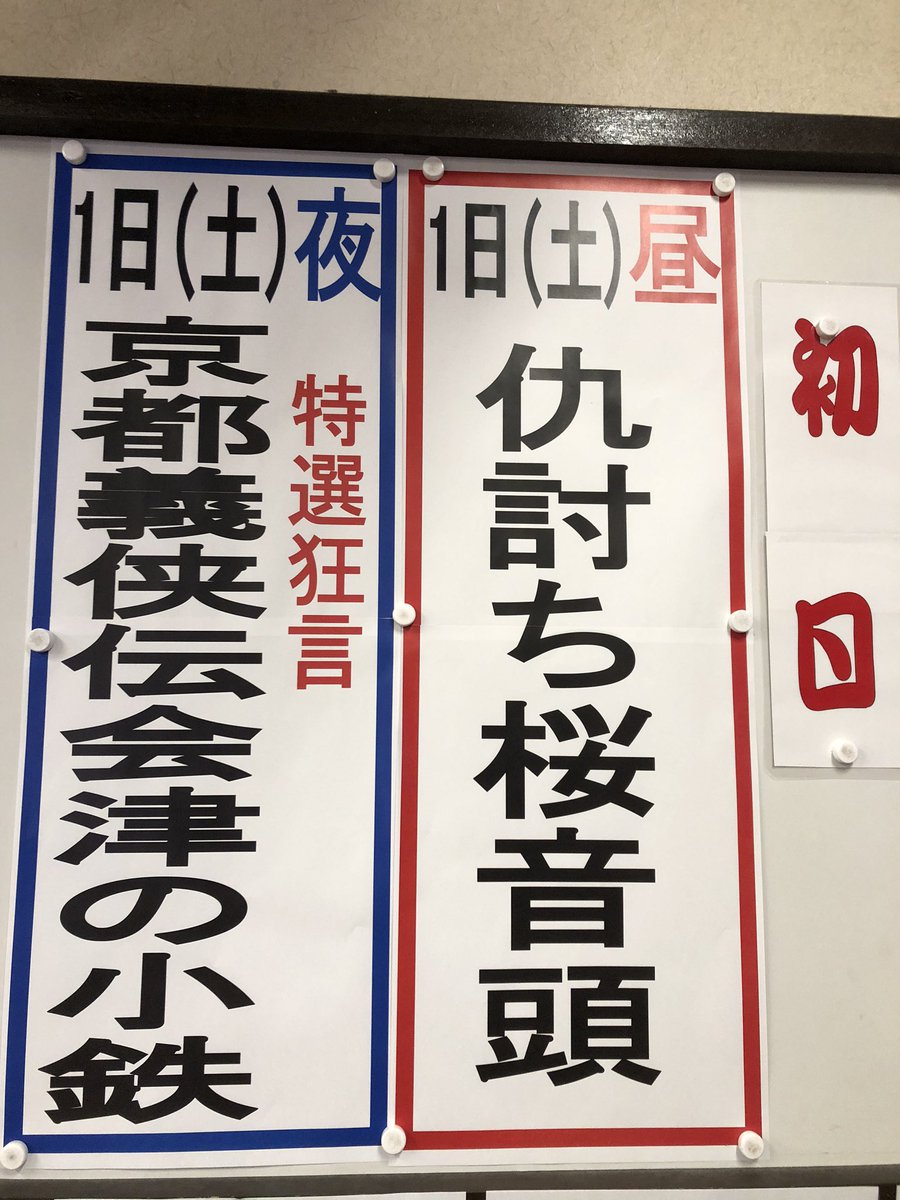 初日
1日(土)昼
仇討ち桜音頭
1日(土)夜
特選狂言
京都義侠伝会津の小鉄